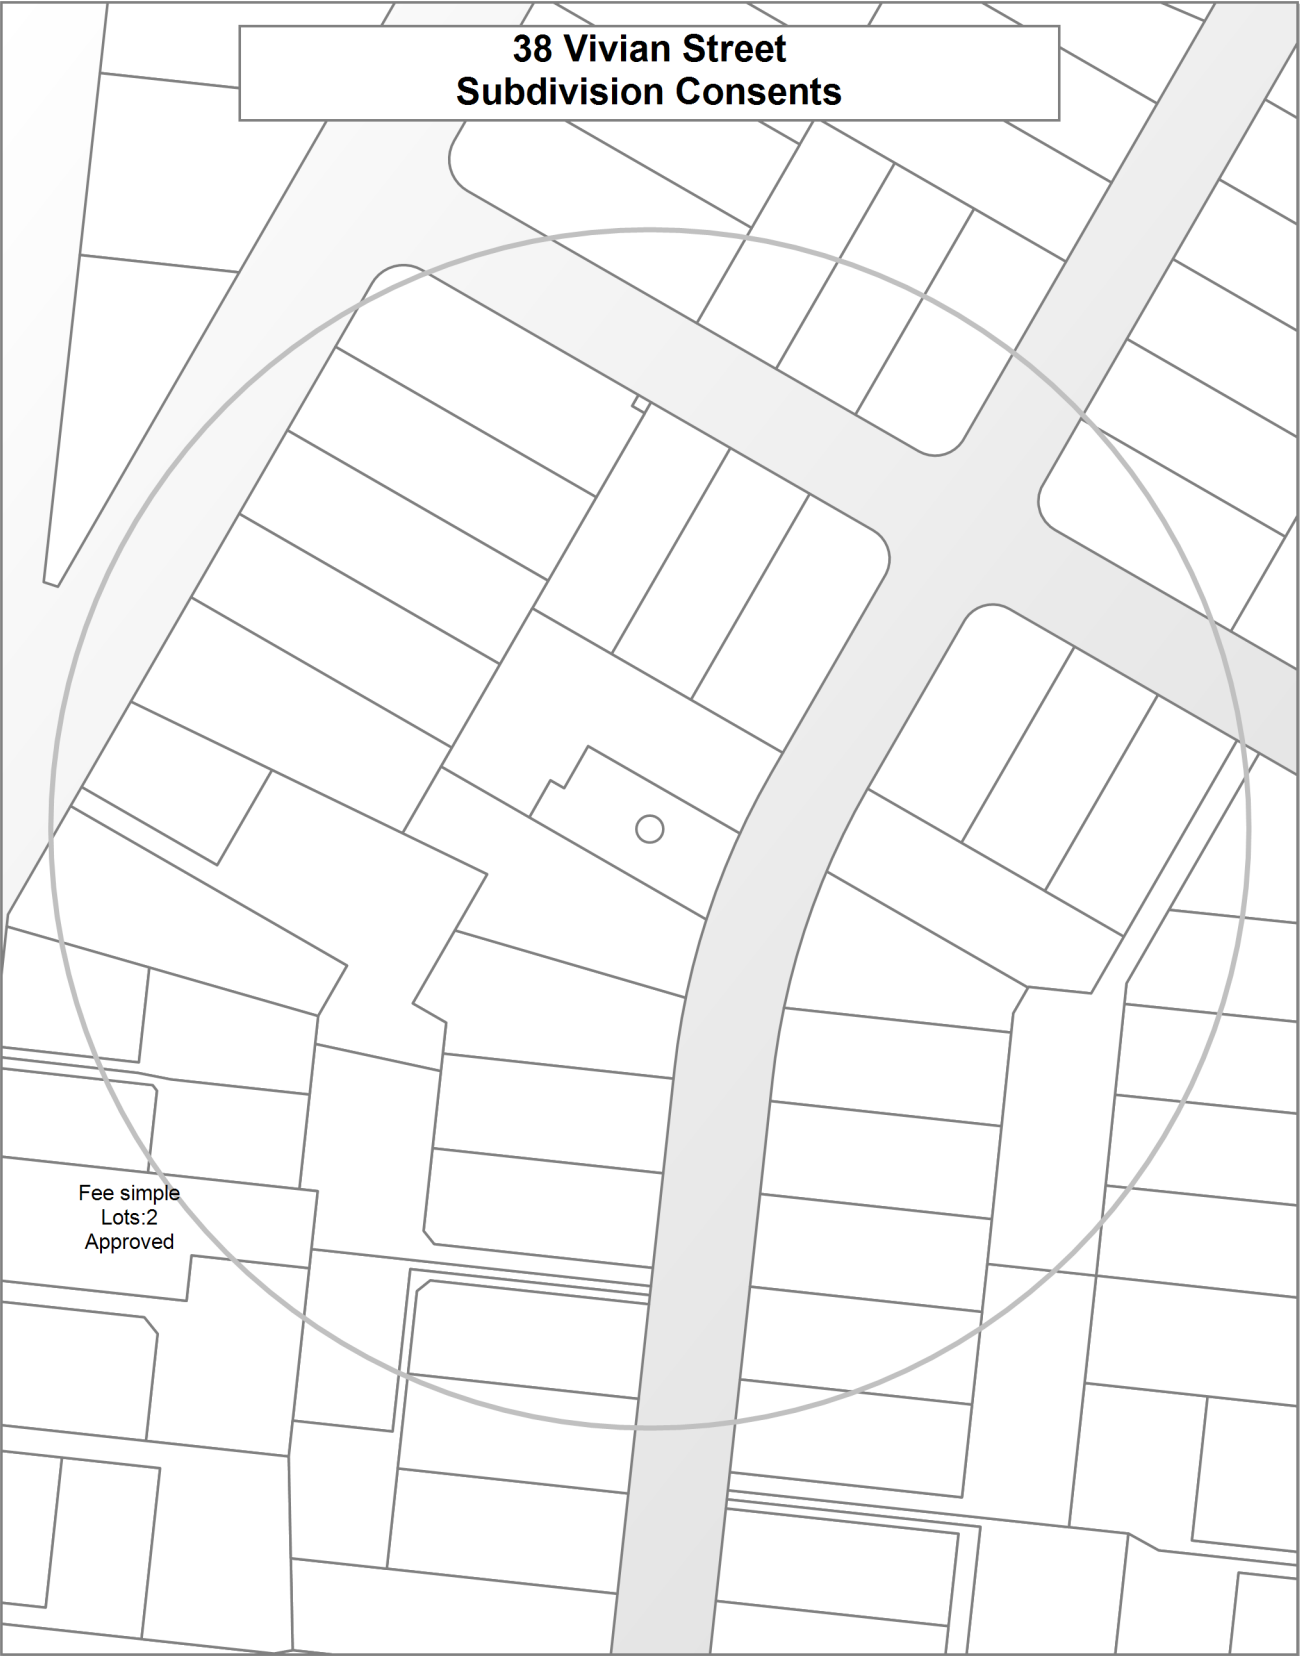 38 Vivian Street
Subdivision Consents
Fee simple
Lots:2
Approved